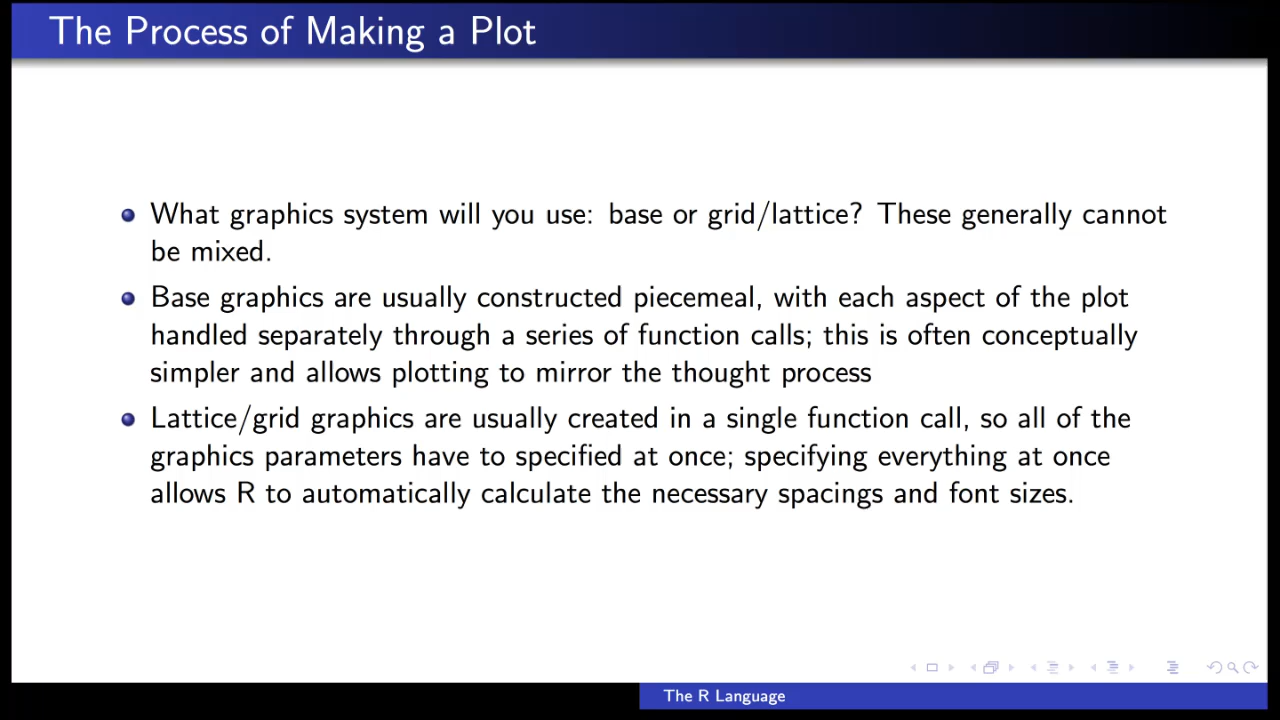 The Process of Making a Plot
What graphics system will you use: base or grid/lattice? These generally cannot
be mixed.
Base graphics are usually constructed piecemeal, with each aspect of the plot
handled separately through a series of function calls; this is often conceptually
simpler and allows plotting to mirror the thought process
Lattice/grid graphics are usually created in a single function call, so all of the
graphics parameters have to specified at once; specifying everything at once
allows R to automatically calculate the necessary spacings and font sizes.
The R Language